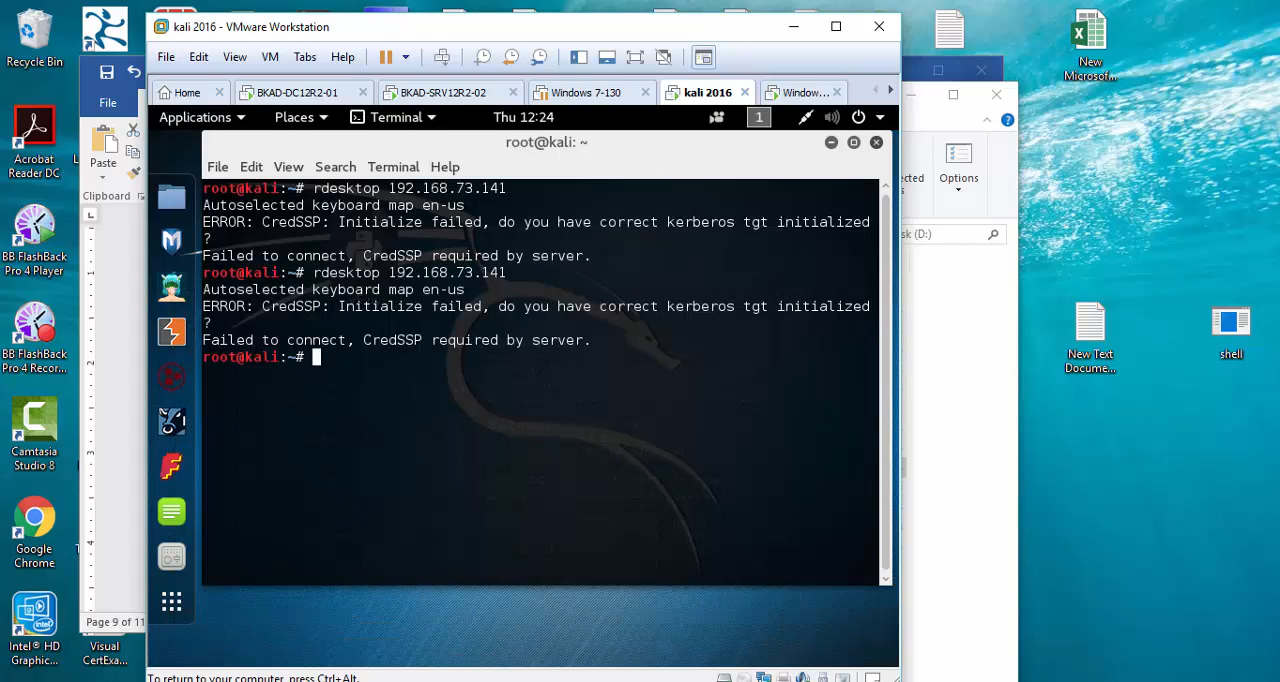 kali 2016 - VMware Workstation
File Edit View VM Tabs Help
Home BKAD-DC12R2-01 BKAD-SRV12R2-02 Windows 7-130 kali 2016 Window...
Applications Places Terminal Thu 12:24 1
root@kali: ~
File Edit View Search Terminal Help
root@kali:~# rdesktop 192.168.73.141
Autoselected keyboard map en-us
ERROR: CredSSP: Initialize failed, do you have correct kerberos tgt initialized
?
Failed to connect, CredSSP required by server.
root@kali:~# rdesktop 192.168.73.141
Autoselected keyboard map en-us
ERROR: CredSSP: Initialize failed, do you have correct kerberos tgt initialized
?
Failed to connect, CredSSP required by server.
root@kali:~#
To return to your computer, press Ctrl+Alt.
Recycle Bin
Acrobat
Reader DC
BB FlashBack
Pro 4 Player
BB FlashBack
Pro 4 Recor...
Camtasia
Studio 8
Google
Chrome
Intel® HD
Graphic...
Visual
CertExa...
File
Paste
Clipboard
1
2
3
4
Page 9 of 11
ected
Options
sk (D:)
New
Microsof...
New Text
Docume...
shell